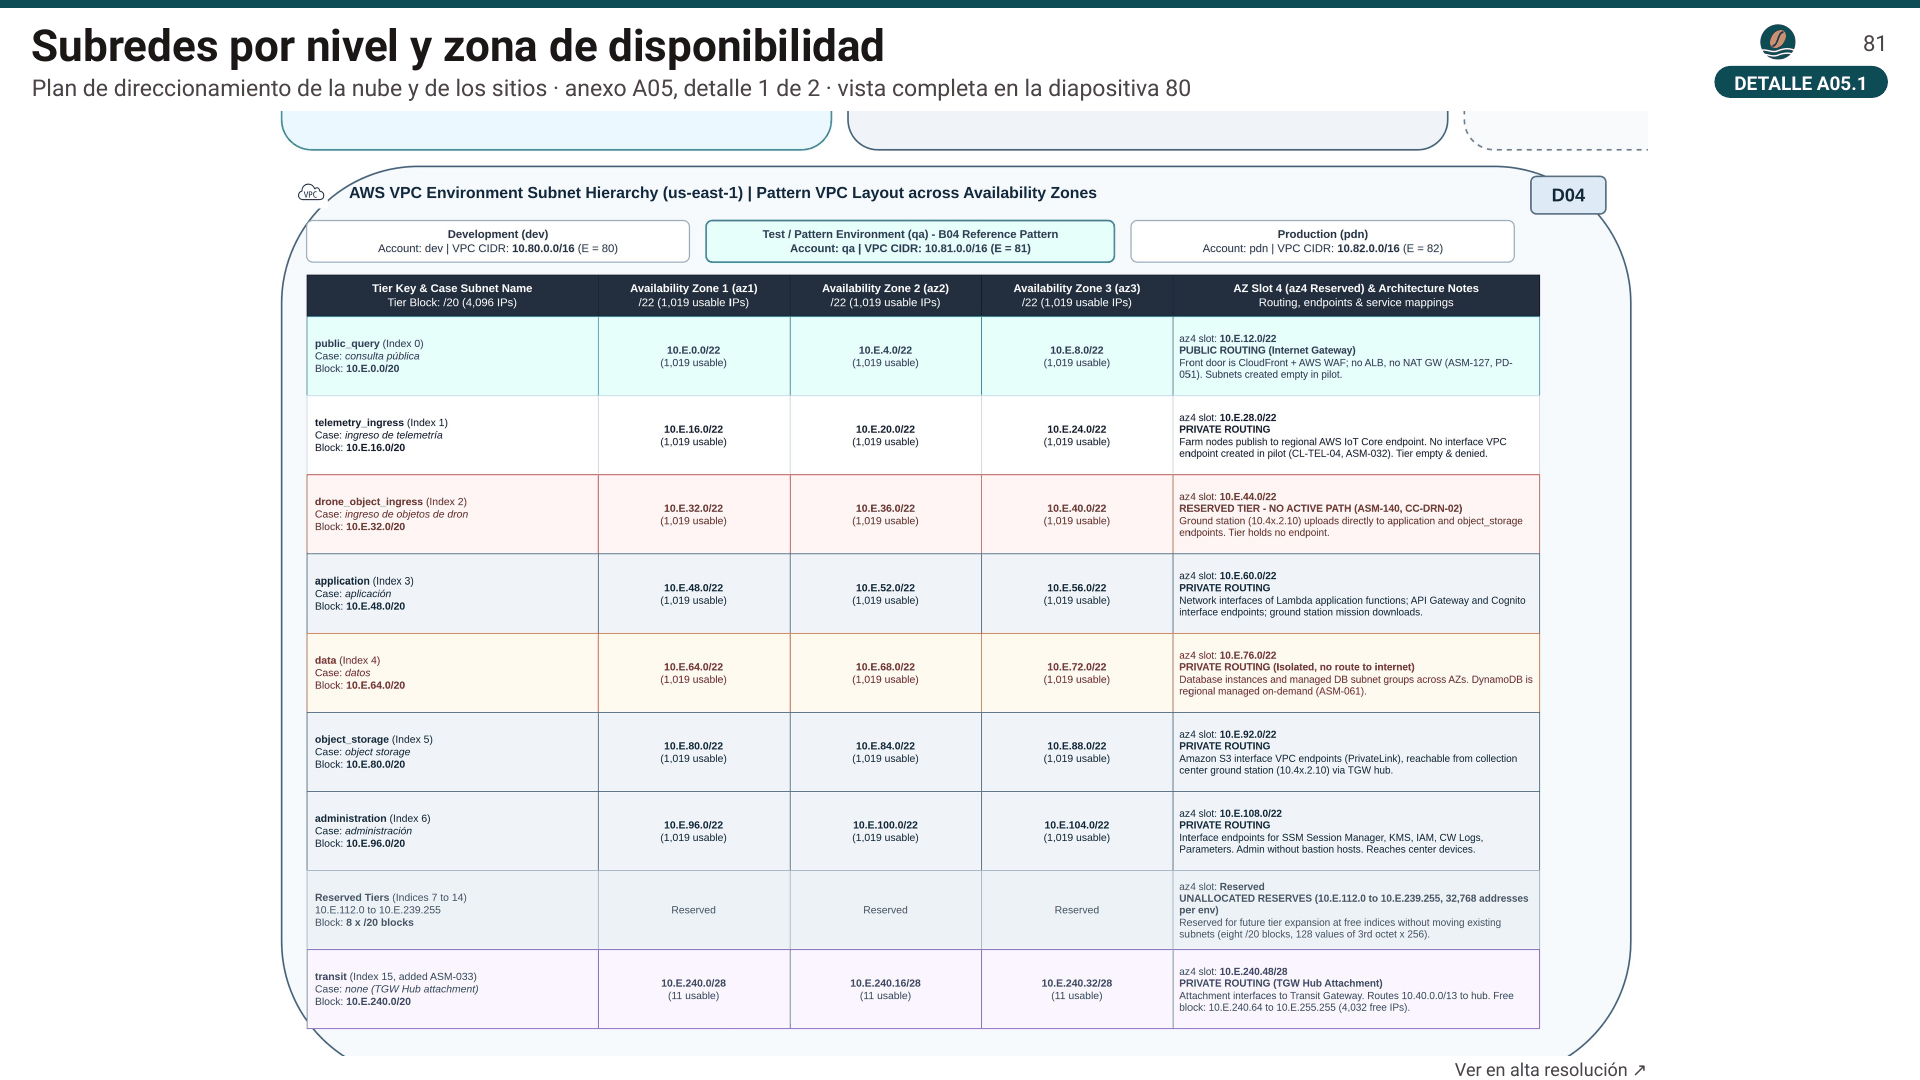 Subredes por nivel y zona de disponibilidad
Plan de direccionamiento de la nube y de los sitios · anexo A05, detalle 1 de 2 · vista completa en la diapositiva 80
81
DETALLE A05.1
VPC
AWS VPC Environment Subnet Hierarchy (us-east-1) | Pattern VPC Layout across Availability Zones
D04
Development (dev)
Account: dev | VPC CIDR: 10.80.0.0/16 (E = 80)
Test / Pattern Environment (qa) - B04 Reference Pattern
Account: qa | VPC CIDR: 10.81.0.0/16 (E = 81)
Production (pdn)
Account: pdn | VPC CIDR: 10.82.0.0/16 (E = 82)
Tier Key & Case Subnet Name
Tier Block: /20 (4,096 IPs)
Availability Zone 1 (az1)
/22 (1,019 usable IPs)
Availability Zone 2 (az2)
/22 (1,019 usable IPs)
Availability Zone 3 (az3)
/22 (1,019 usable IPs)
AZ Slot 4 (az4 Reserved) & Architecture Notes
Routing, endpoints & service mappings
public_query (Index 0)
Case: consulta pública
Block: 10.E.0.0/20
10.E.0.0/22
(1,019 usable)
10.E.4.0/22
(1,019 usable)
10.E.8.0/22
(1,019 usable)
az4 slot: 10.E.12.0/22
PUBLIC ROUTING (Internet Gateway)
Front door is CloudFront + AWS WAF; no ALB, no NAT GW (ASM-127, PD-
051). Subnets created empty in pilot.
telemetry_ingress (Index 1)
Case: ingreso de telemetría
Block: 10.E.16.0/20
10.E.16.0/22
(1,019 usable)
10.E.20.0/22
(1,019 usable)
10.E.24.0/22
(1,019 usable)
az4 slot: 10.E.28.0/22
PRIVATE ROUTING
Farm nodes publish to regional AWS IoT Core endpoint. No interface VPC
endpoint created in pilot (CL-TEL-04, ASM-032). Tier empty & denied.
drone_object_ingress (Index 2)
Case: ingreso de objetos de dron
Block: 10.E.32.0/20
10.E.32.0/22
(1,019 usable)
10.E.36.0/22
(1,019 usable)
10.E.40.0/22
(1,019 usable)
az4 slot: 10.E.44.0/22
RESERVED TIER - NO ACTIVE PATH (ASM-140, CC-DRN-02)
Ground station (10.4x.2.10) uploads directly to application and object_storage
endpoints. Tier holds no endpoint.
application (Index 3)
Case: aplicación
Block: 10.E.48.0/20
10.E.48.0/22
(1,019 usable)
10.E.52.0/22
(1,019 usable)
10.E.56.0/22
(1,019 usable)
az4 slot: 10.E.60.0/22
PRIVATE ROUTING
Network interfaces of Lambda application functions; API Gateway and Cognito
interface endpoints; ground station mission downloads.
data (Index 4)
Case: datos
Block: 10.E.64.0/20
10.E.64.0/22
(1,019 usable)
10.E.68.0/22
(1,019 usable)
10.E.72.0/22
(1,019 usable)
az4 slot: 10.E.76.0/22
PRIVATE ROUTING (Isolated, no route to internet)
Database instances and managed DB subnet groups across AZs. DynamoDB is
regional managed on-demand (ASM-061).
object_storage (Index 5)
Case: object storage
Block: 10.E.80.0/20
10.E.80.0/22
(1,019 usable)
10.E.84.0/22
(1,019 usable)
10.E.88.0/22
(1,019 usable)
az4 slot: 10.E.92.0/22
PRIVATE ROUTING
Amazon S3 interface VPC endpoints (PrivateLink), reachable from collection
center ground station (10.4x.2.10) via TGW hub.
administration (Index 6)
Case: administración
Block: 10.E.96.0/20
10.E.96.0/22
(1,019 usable)
10.E.100.0/22
(1,019 usable)
10.E.104.0/22
(1,019 usable)
az4 slot: 10.E.108.0/22
PRIVATE ROUTING
Interface endpoints for SSM Session Manager, KMS, IAM, CW Logs,
Parameters. Admin without bastion hosts. Reaches center devices.
Reserved Tiers (Indices 7 to 14)
10.E.112.0 to 10.E.239.255
Block: 8 x /20 blocks
Reserved
Reserved
Reserved
az4 slot: Reserved
UNALLOCATED RESERVES (10.E.112.0 to 10.E.239.255, 32,768 addresses
per env)
Reserved for future tier expansion at free indices without moving existing
subnets (eight /20 blocks, 128 values of 3rd octet x 256).
transit (Index 15, added ASM-033)
Case: none (TGW Hub attachment)
Block: 10.E.240.0/20
10.E.240.0/28
(11 usable)
10.E.240.16/28
(11 usable)
10.E.240.32/28
(11 usable)
az4 slot: 10.E.240.48/28
PRIVATE ROUTING (TGW Hub Attachment)
Attachment interfaces to Transit Gateway. Routes 10.40.0.0/13 to hub. Free
block: 10.E.240.64 to 10.E.255.255 (4,032 free IPs).
Ver en alta resolución ↗